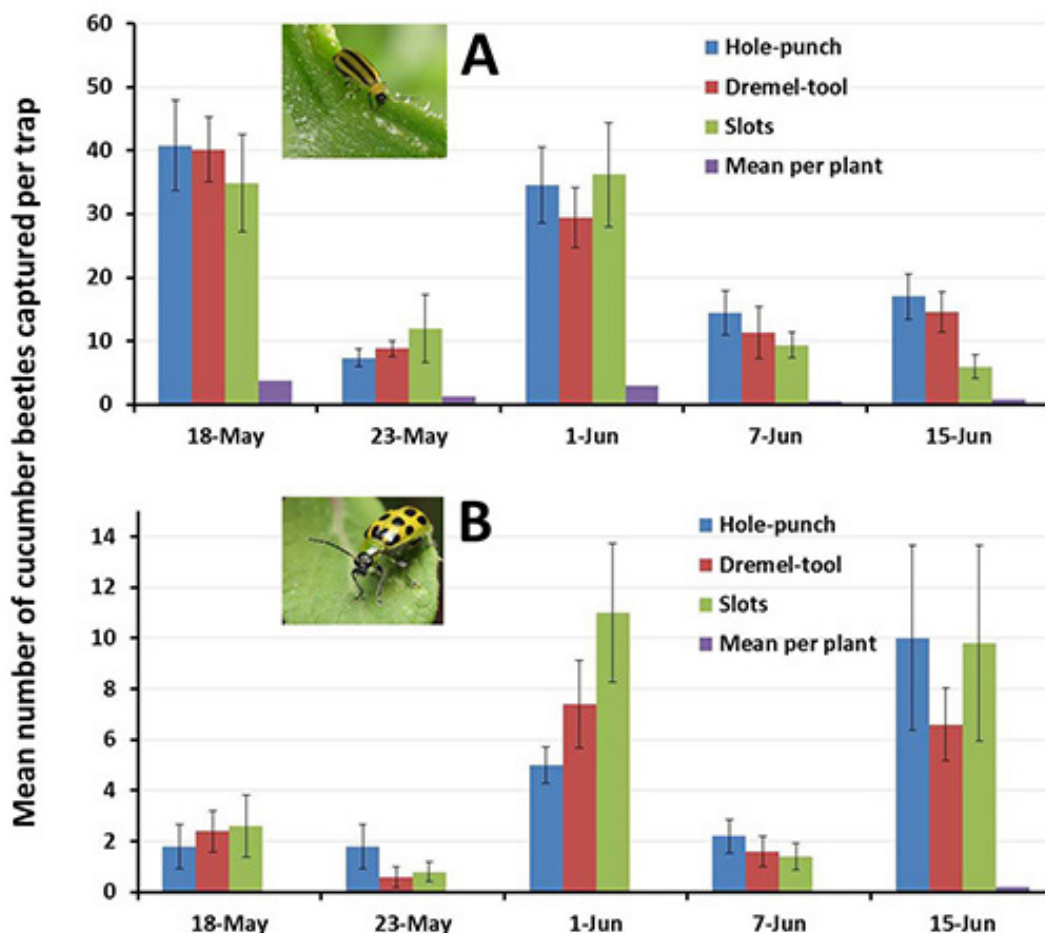 Mean number of cucumber beetles captured per trap
A
Hole-punch
Dremel-tool
Slots
Mean per plant
60
50
40
30
20
10
0
18-May 23-May 1-Jun 7-Jun 15-Jun
B
Hole-punch
Dremel-tool
Slots
Mean per plant
14
12
10
8
6
4
2
0
18-May 23-May 1-Jun 7-Jun 15-Jun